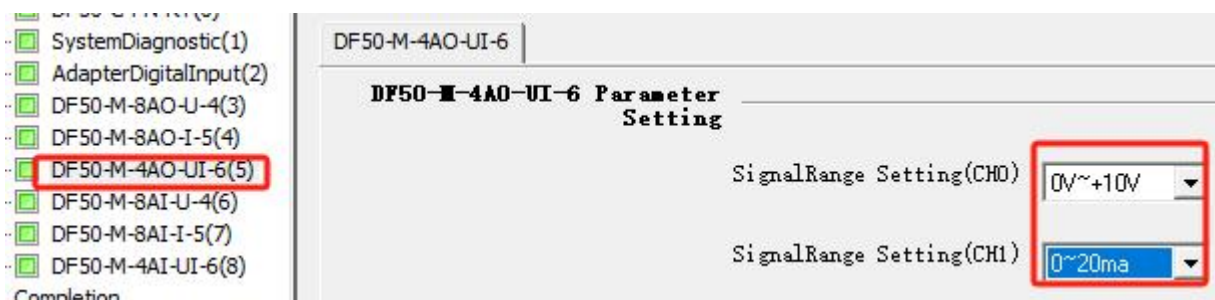 SystemDiagnostic(1)
AdapterDigitalInput(2)
DF50-M-8AO-U-4(3)
DF50-M-8AO-I-5(4)
DF50-M-4AO-UI-6(5)
DF50-M-8AI-U-4(6)
DF50-M-8AI-I-5(7)
DF50-M-4AI-UI-6(8)
Completion
DF50-M-4AO-UI-6
DF50-M-4AO-UI-6 Parameter
Setting
SignalRange Setting(CH0)
0V~+10V
SignalRange Setting(CH1)
0~20ma